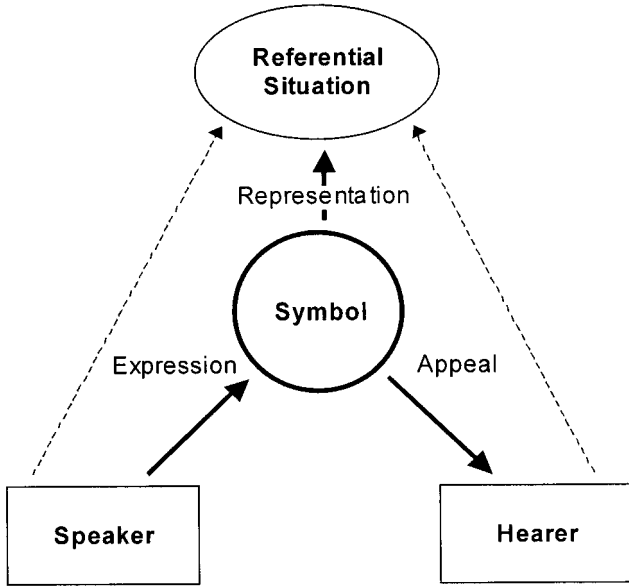 Referential
Situation
Representation
Symbol
Expression
Appeal
Speaker
Hearer